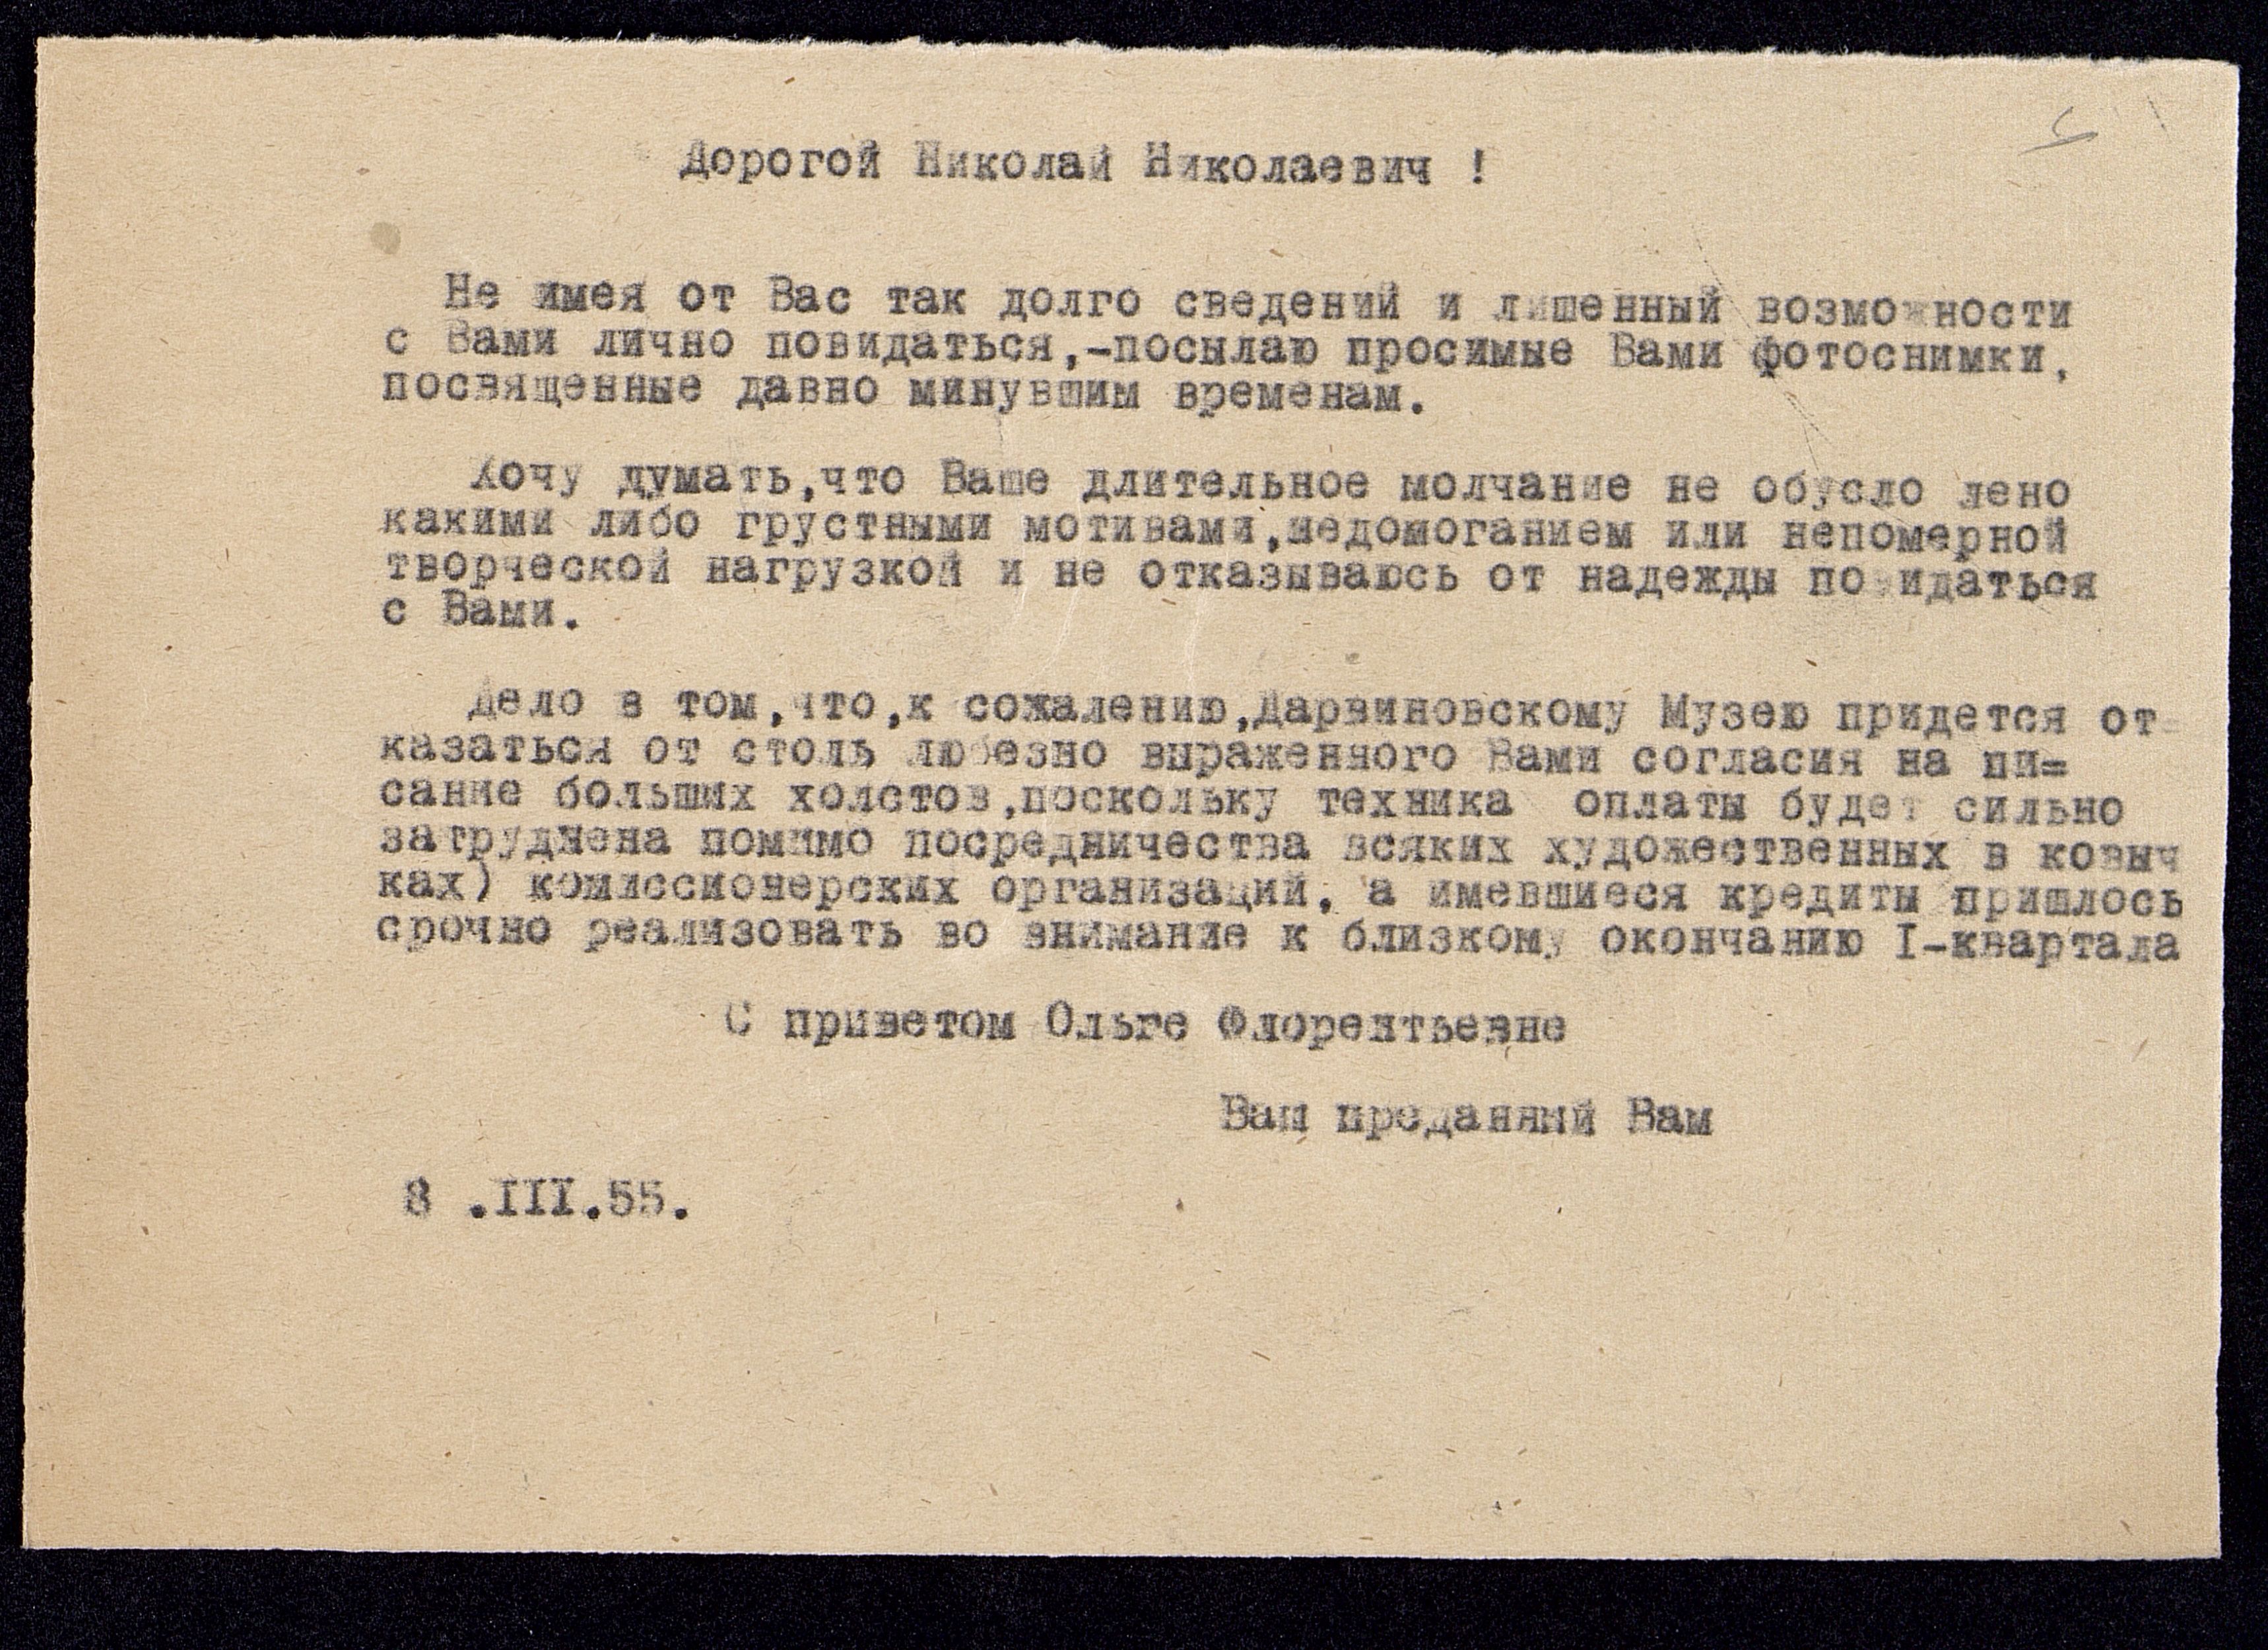 Дорогой Николай Николаевич !
Не имея от Вас так долго сведений и лишенный возможности
с Вами лично повидаться,-посылаю просимые Вами фотоснимки,
посвященные давно минувшим временам.
Хочу думать,что Ваше длительное молчание не обусло лено
какими либо грустными мотивами,недомоганием или непомерной
творческой нагрузкой и не отказываюсь от надежды повидаться
с Вами.
Дело в том,что,к сожалению,Дарвиновскому Музею придется от=
казаться от столь любезно выраженного Вами согласия на пи=
сание больших холстов,поскольку техника оплаты будет сильно
затруднена помимо посредничества всяких художественных в ковыч
ках) комиссионерских организаций, а имевшиеся кредиты пришлось
срочно реализовать во внимание к близкому окончанию I-квартала
С приветом Ольге Флорентьевне
Ваш преданный Вам
8 .III.55.